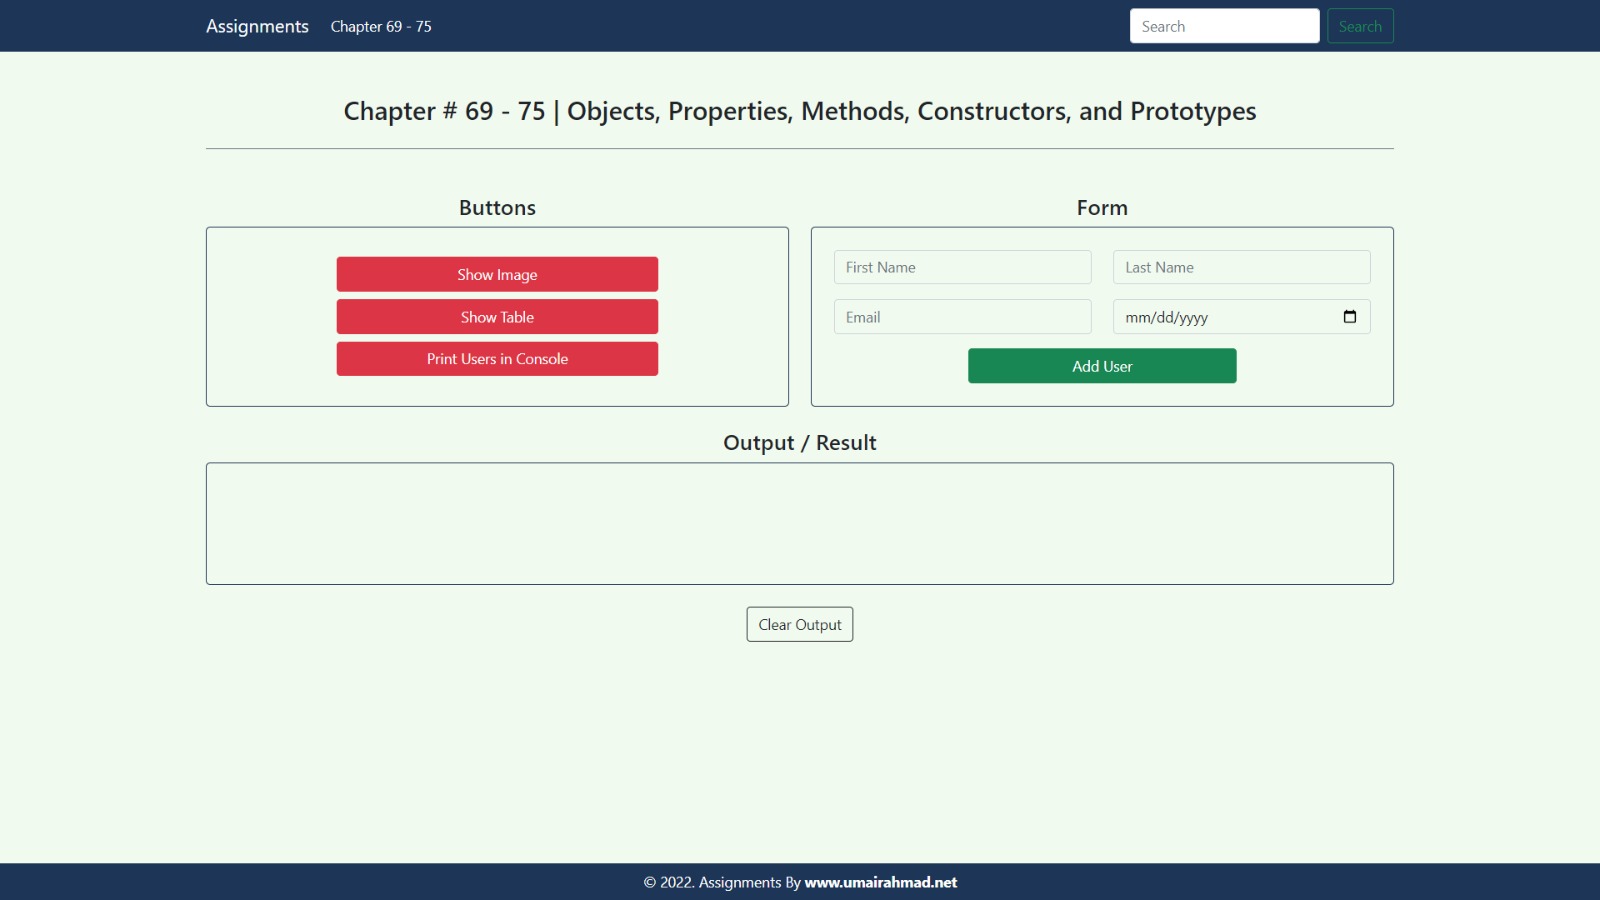 Assignments Chapter 69 - 75 Search Search
Chapter # 69 - 75 | Objects, Properties, Methods, Constructors, and Prototypes
Buttons
Show Image
Show Table
Print Users in Console
Form
First Name Last Name
Email mm/dd/yyyy
Add User
Output / Result
Clear Output
© 2022. Assignments By www.umairahmad.net